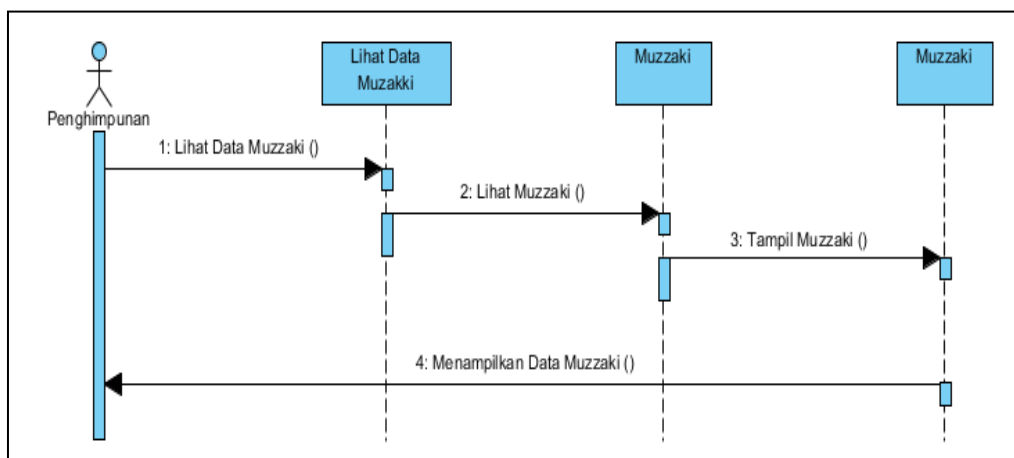 Lihat Data
Muzakki
Muzzaki
Muzzaki
Penghimpunan
1: Lihat Data Muzzaki ()
2: Lihat Muzzaki ()
3: Tampil Muzzaki ()
4: Menampilkan Data Muzzaki ()